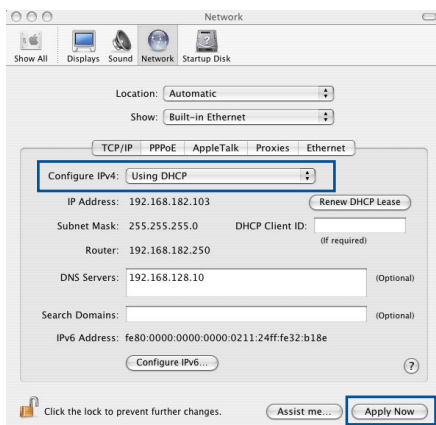 Network
Show All Displays Sound Network Startup Disk
Location: Automatic
Show: Built-in Ethernet
TCP/IP PPPoE AppleTalk Proxies Ethernet
Configure IPv4: Using DHCP
IP Address: 192.168.182.103 Renew DHCP Lease
Subnet Mask: 255.255.255.0 DHCP Client ID:
(If required)
Router: 192.168.182.250
DNS Servers: 192.168.128.10 (Optional)
Search Domains: (Optional)
IPv6 Address: fe80:0000:0000:0000:0211:24ff:fe32:b18e
Configure IPv6... ?
Click the lock to prevent further changes. Assist me... Apply Now